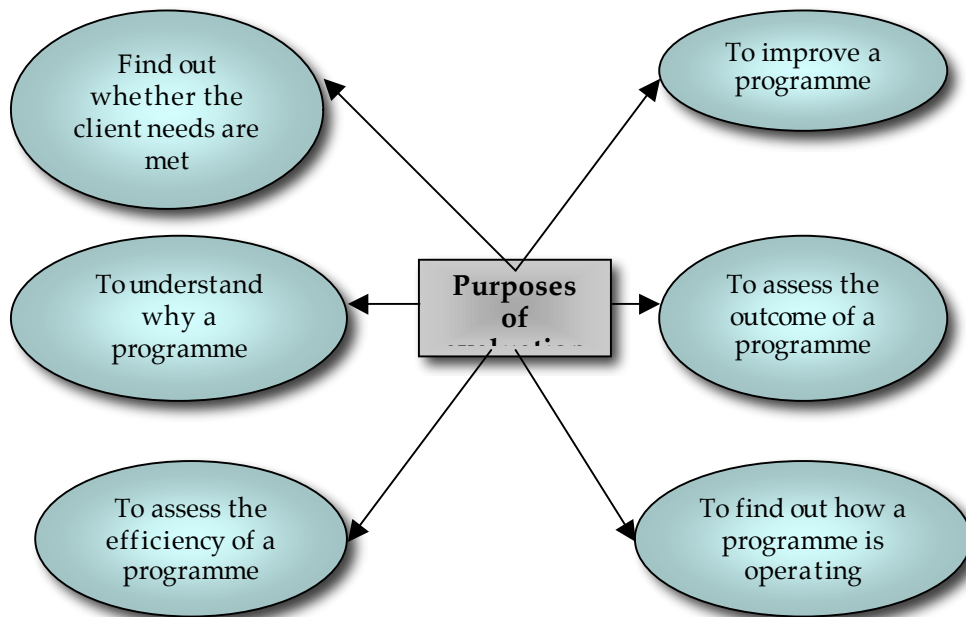 Find out
whether the
client needs are
met
To improve a
programme
To understand
why a
programme
Purposes
of
evaluation
To assess the
outcome of a
programme
To assess the
efficiency of a
programme
To find out how a
programme is
operating